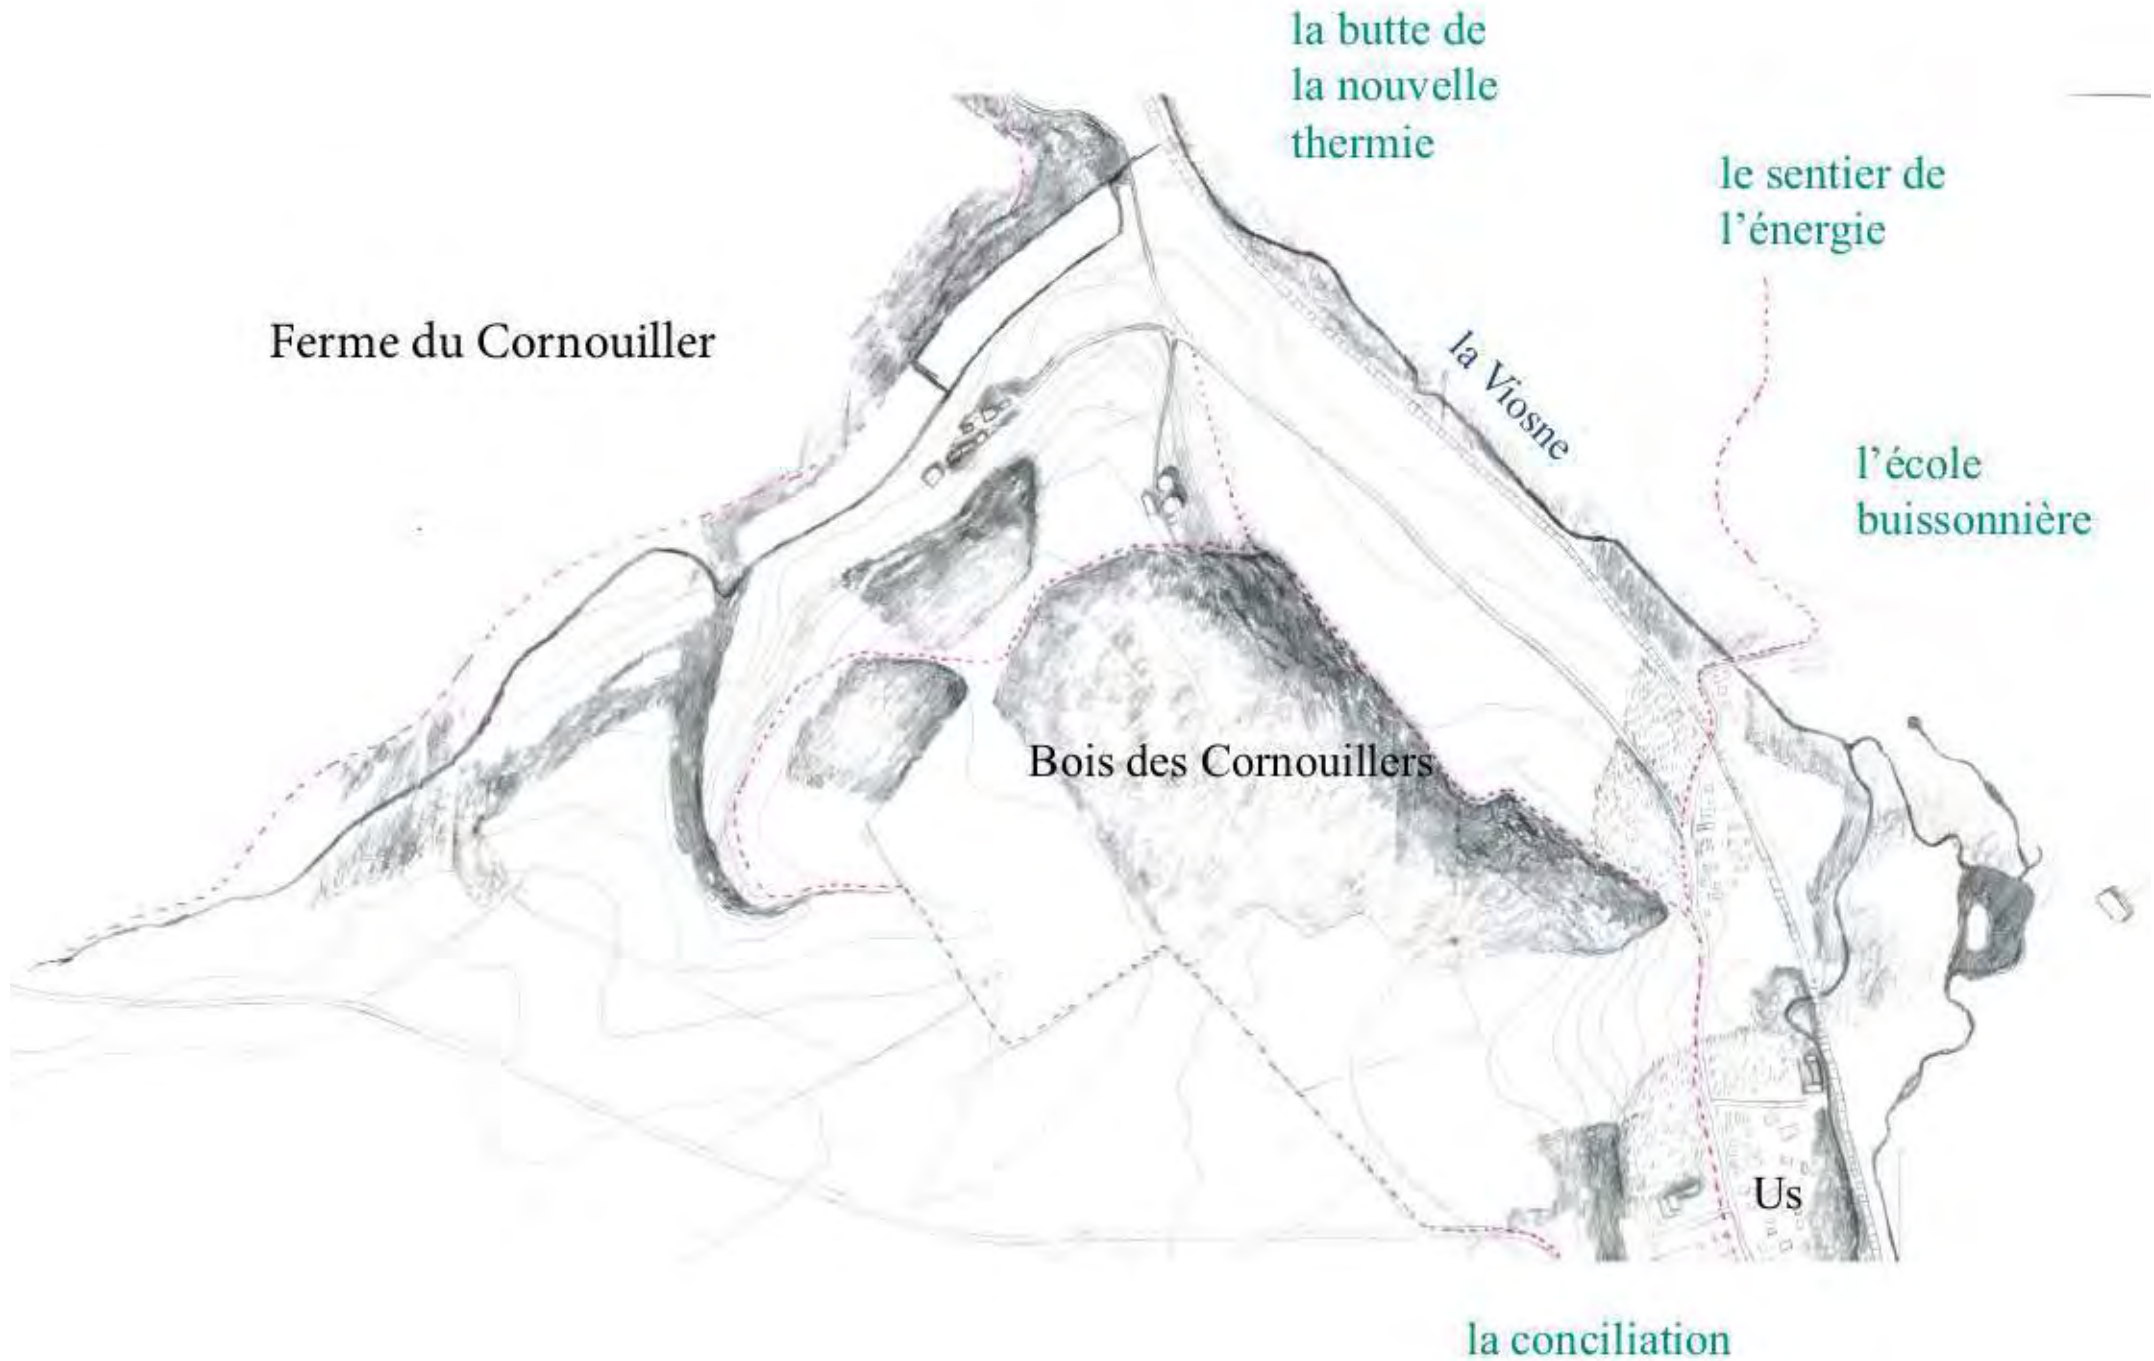 la butte de
la nouvelle
thermie
le sentier de
l'énergie
Ferme du Cornouiller
la Viosne
l'école
buissonnière
Bois des Cornouillers
Us
la conciliation